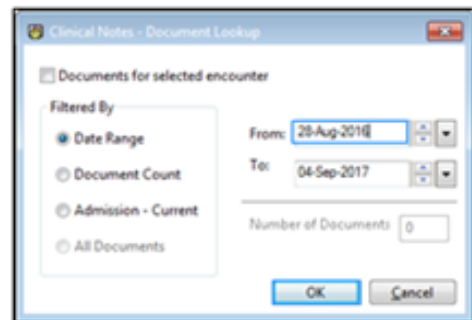 Clinical Notes - Document Lookup
Documents for selected encounter
Filtered By
Date Range
Document Count
Admission - Current
All Documents
From: 28-Aug-2016
To: 04-Sep-2017
Number of Documents 0
OK Cancel